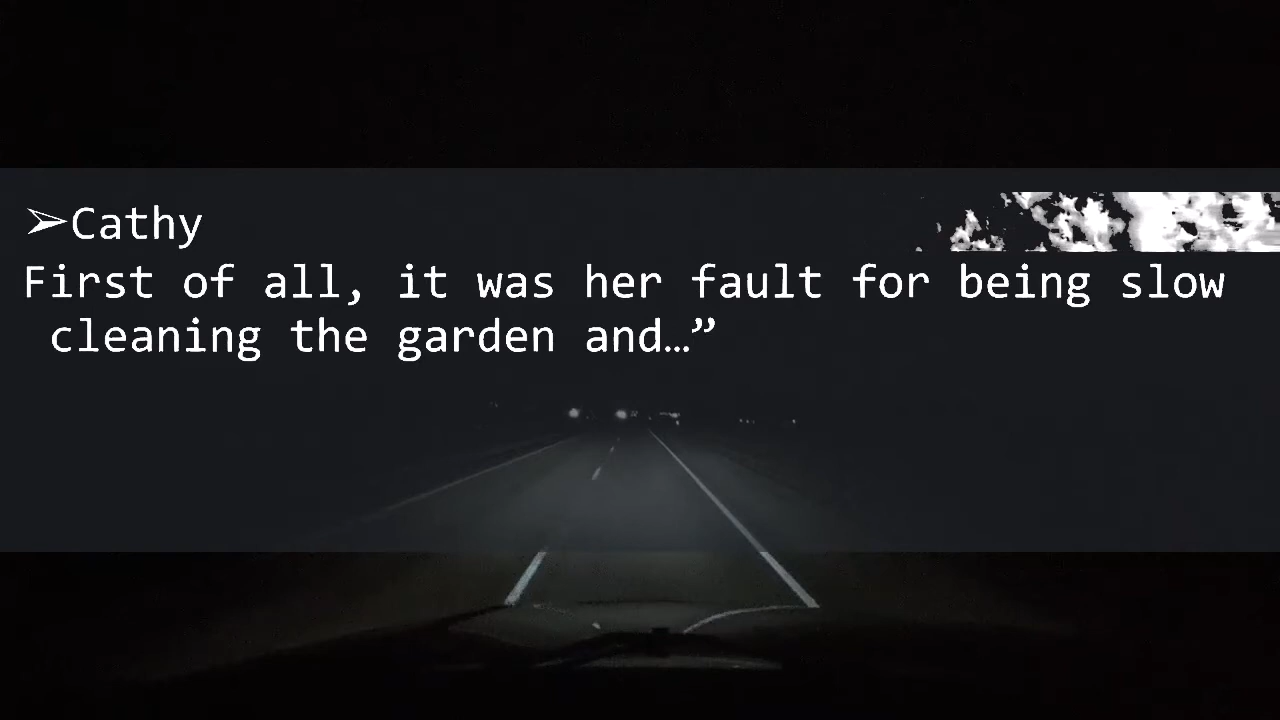 ➢Cathy
First of all, it was her fault for being slow
cleaning the garden and…”